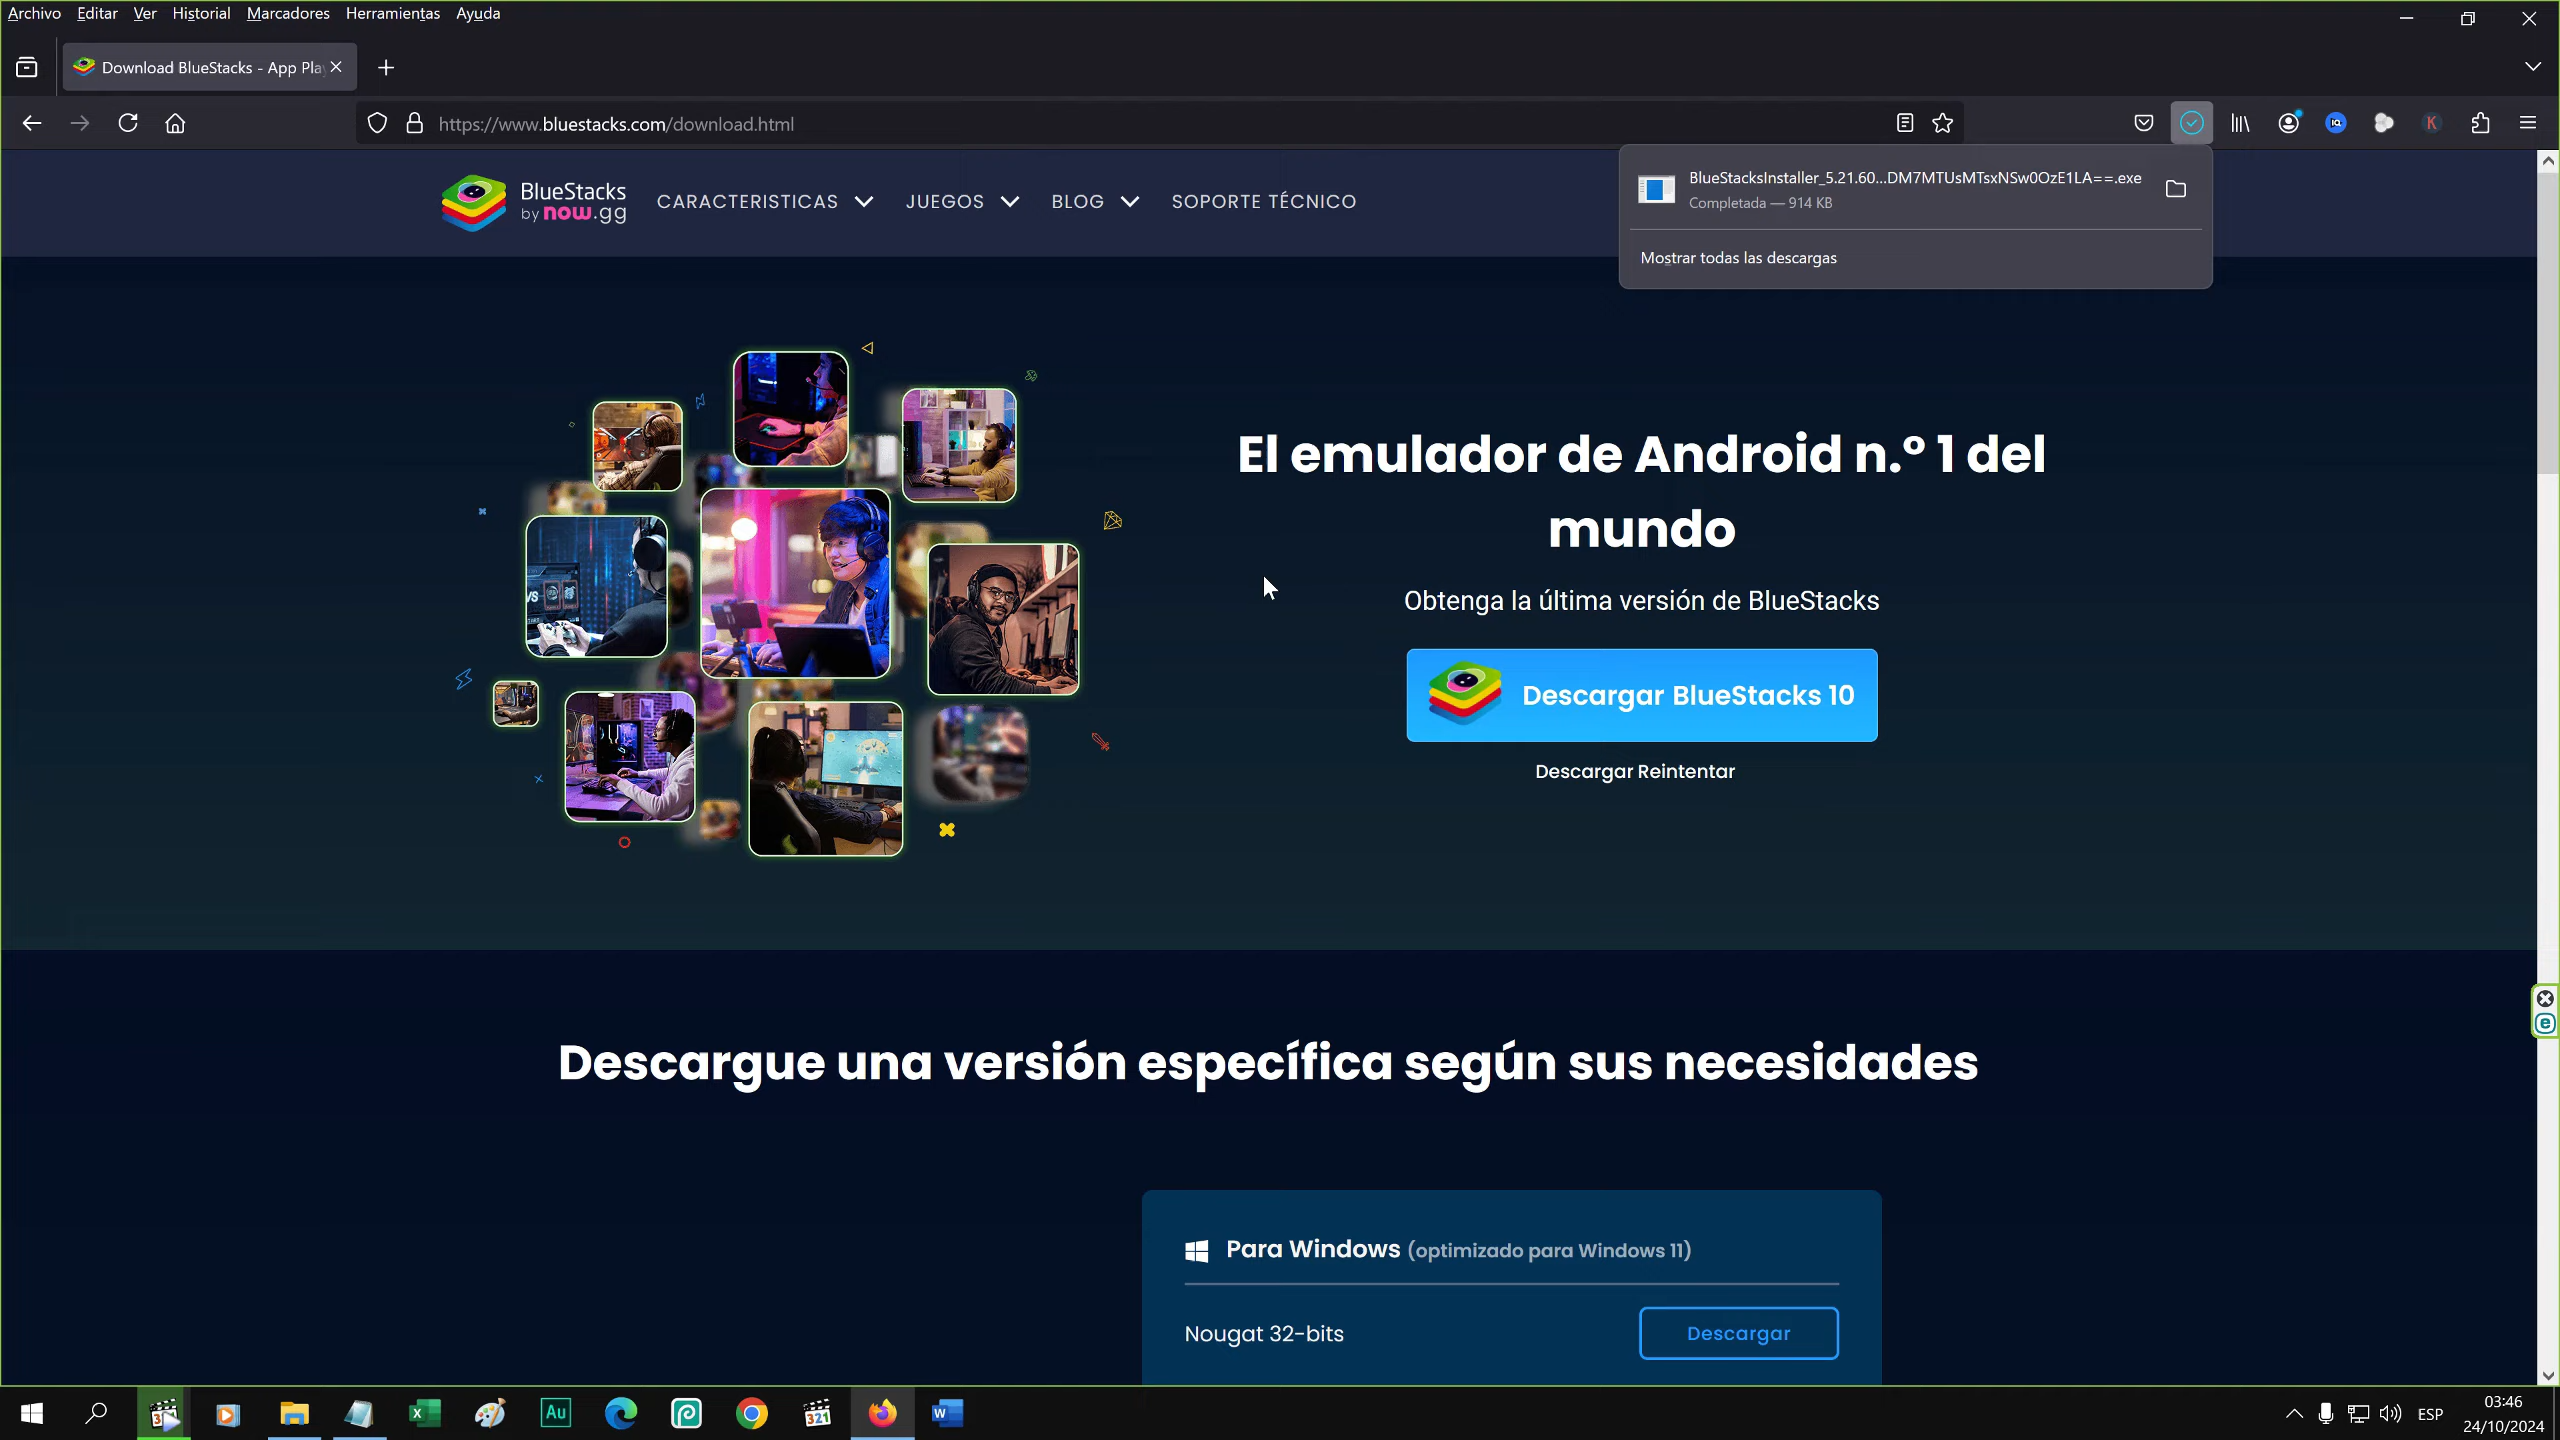 Archivo Editar Ver Historial Marcadores Herramientas Ayuda
Download BlueStacks - App Pla
https://www.bluestacks.com/download.html
BlueStacks
by now.gg
CARACTERISTICAS
JUEGOS
BLOG
SOPORTE TÉCNICO
BlueStacksInstaller_5.21.60...DM7MTUsMTsxNSw0OzE1LA==.exe
Completada — 914 KB
Mostrar todas las descargas
El emulador de Android n.º 1 del
mundo
Obtenga la última versión de BlueStacks
Descargar BlueStacks 10
Descargar Reintentar
Descargue una versión específica según sus necesidades
Para Windows (optimizado para Windows 11)
Nougat 32-bits
Descargar
Au
321
ESP
03:46
24/10/2024